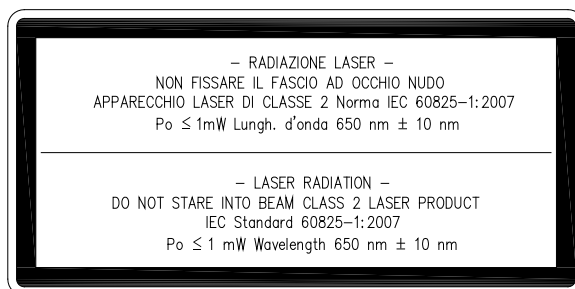 – RADIAZIONE LASER –
NON FISSARE IL FASCIO AD OCCHIO NUDO
APPARECCHIO LASER DI CLASSE 2 Norma IEC 60825–1:2007
Po ≤ 1mW Lungh. d'onda 650 nm ± 10 nm
– LASER RADIATION –
DO NOT STARE INTO BEAM CLASS 2 LASER PRODUCT
IEC Standard 60825–1:2007
Po ≤ 1 mW Wavelength 650 nm ± 10 nm